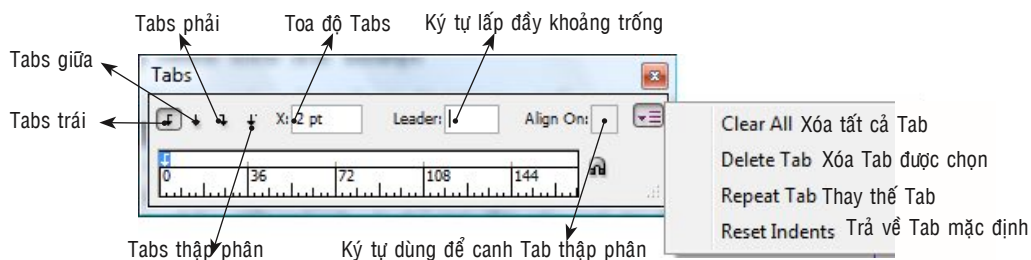 Tabs phải Toa độ Tabs Ký tự lấp đầy khoảng trống
Tabs giữa
Tabs
Tabs trái
X: 2 pt Leader: Align On:
Clear All Xóa tất cả Tab
Delete Tab Xóa Tab được chọn
Repeat Tab Thay thế Tab
Reset Indents Trả về Tab mặc định
0 36 72 108 144
Tabs thập phân Ký tự dùng để canh Tab thập phân